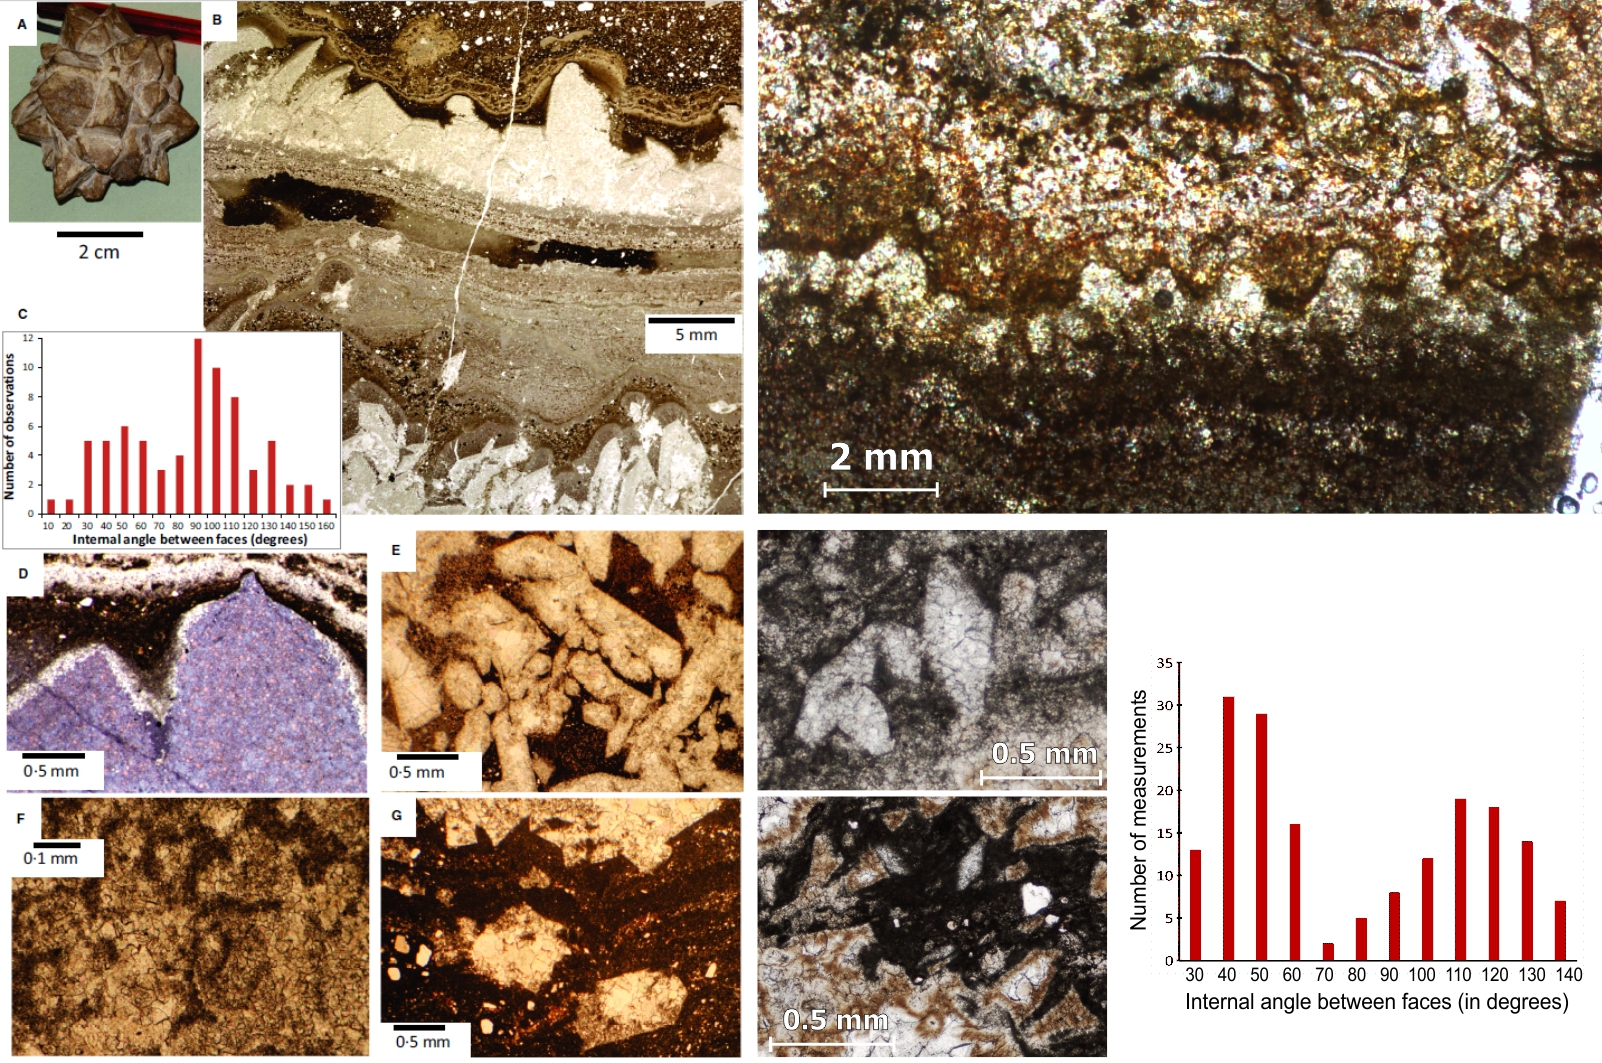 A
B
2 cm
5 mm
2 mm
C
Number of observations
12
10
8
6
4
2
0
10 20 30 40 50 60 70 80 90 100 110 120 130 140 150 160
Internal angle between faces (degrees)
D
0·5 mm
E
0·5 mm
0.5 mm
F
0·1 mm
G
0·5 mm
0.5 mm
Number of measurements
35
30
25
20
15
10
5
0
30 40 50 60 70 80 90 100 110 120 130 140
Internal angle between faces (in degrees)